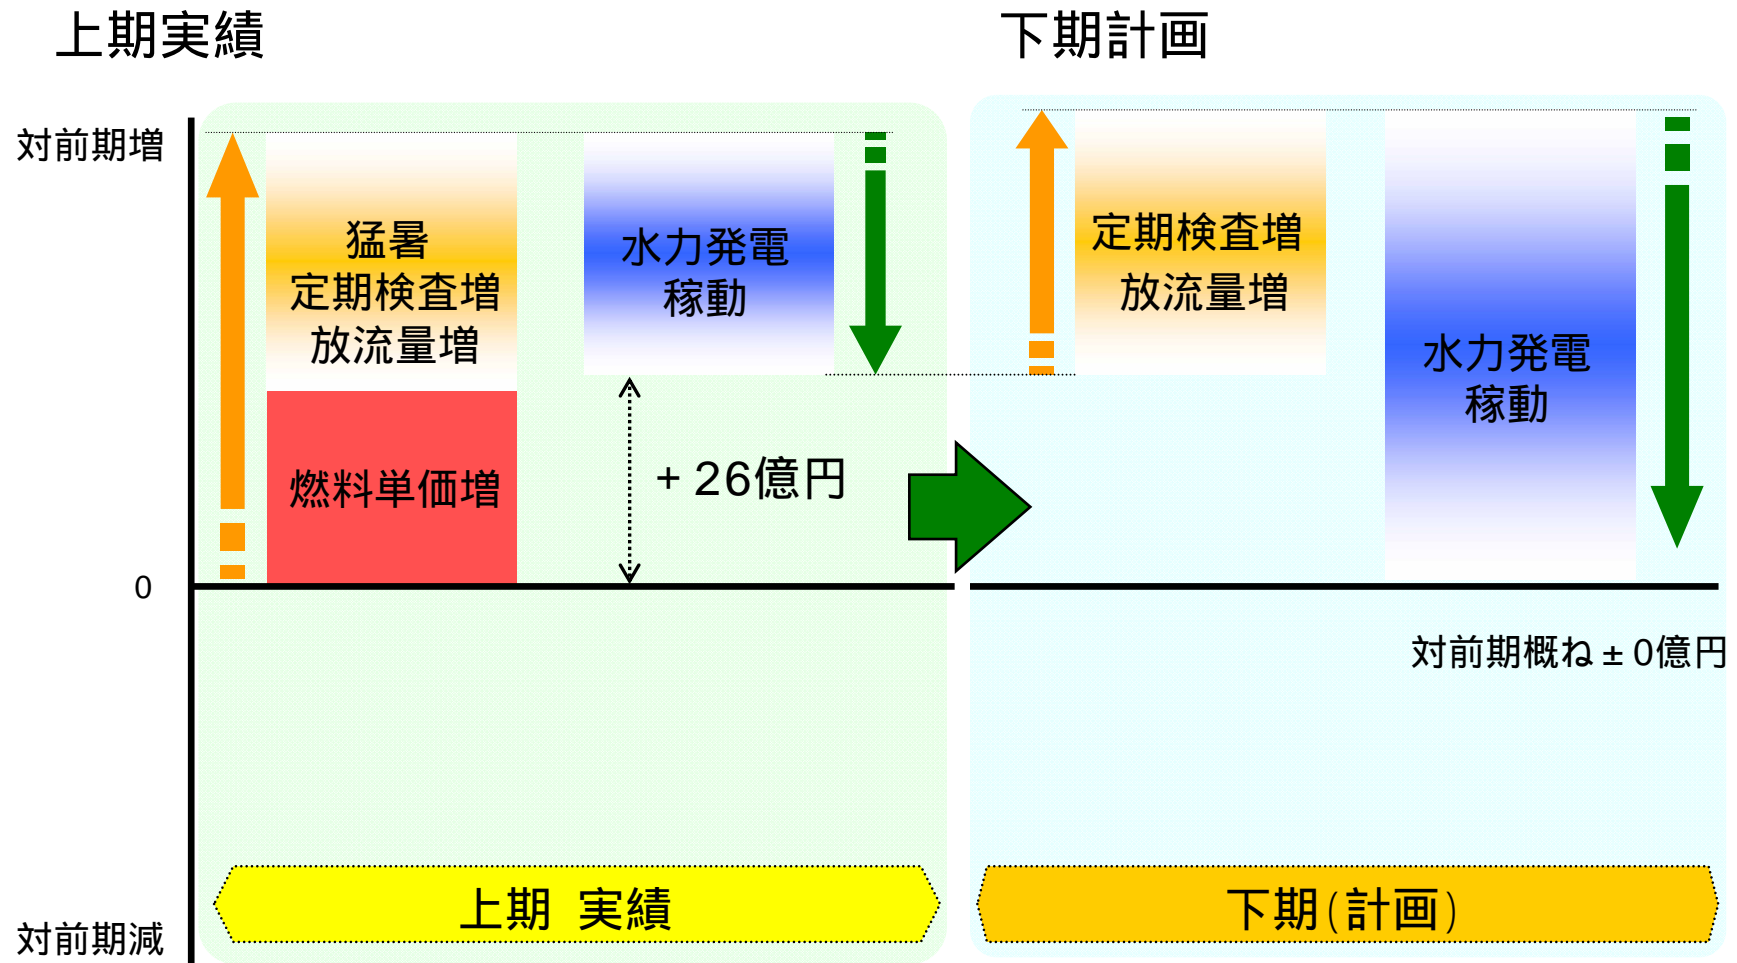 上期実績
下期計画
対前期増
猛暑
定期検査増
放流量増
水力発電
稼動
定期検査増
放流量増
水力発電
稼動
燃料単価増
+ 26億円
0
対前期概ね ± 0億円
上期 実績
下期(計画)
対前期減